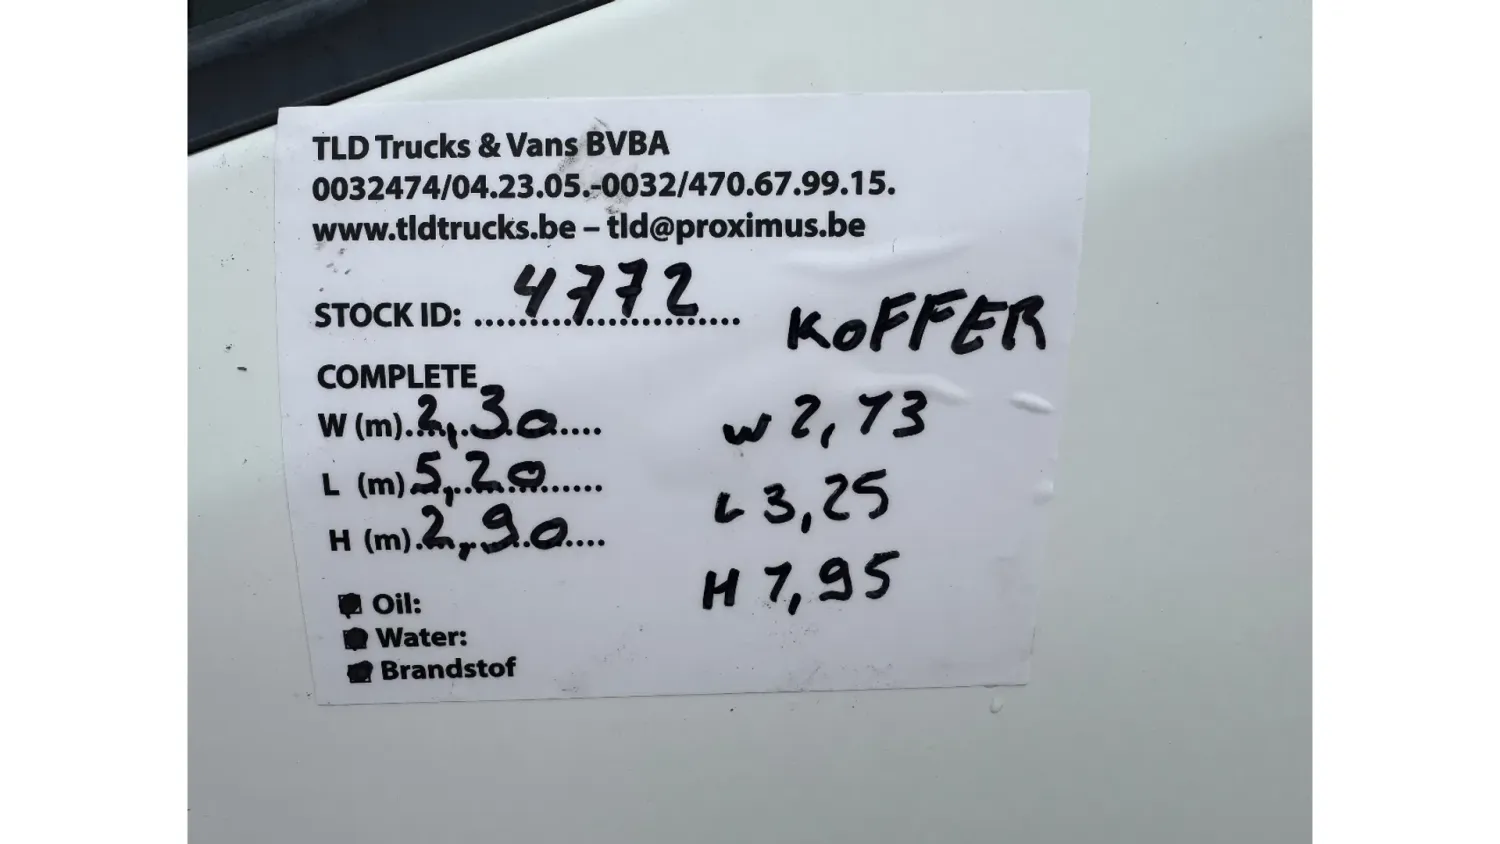 TLD Trucks & Vans BVBA
0032474/04.23.05.-0032/470.67.99.15.
www.tldtrucks.be – tld@proximus.be
STOCK ID: 4772
KOFFER
COMPLETE
W (m) 2,30
L (m) 5,20
H (m) 2,90
W 2,13
L 3,25
H 1,95
Oil:
Water:
Brandstof